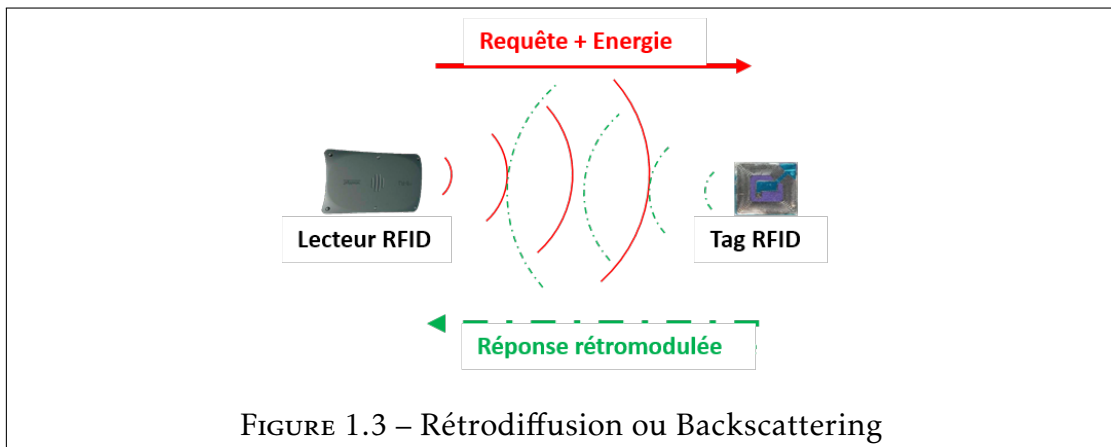 Requête + Energie
Lecteur RFID
Tag RFID
Réponse rétromodulée
FIGURE 1.3 – Rétrodiffusion ou Backscattering